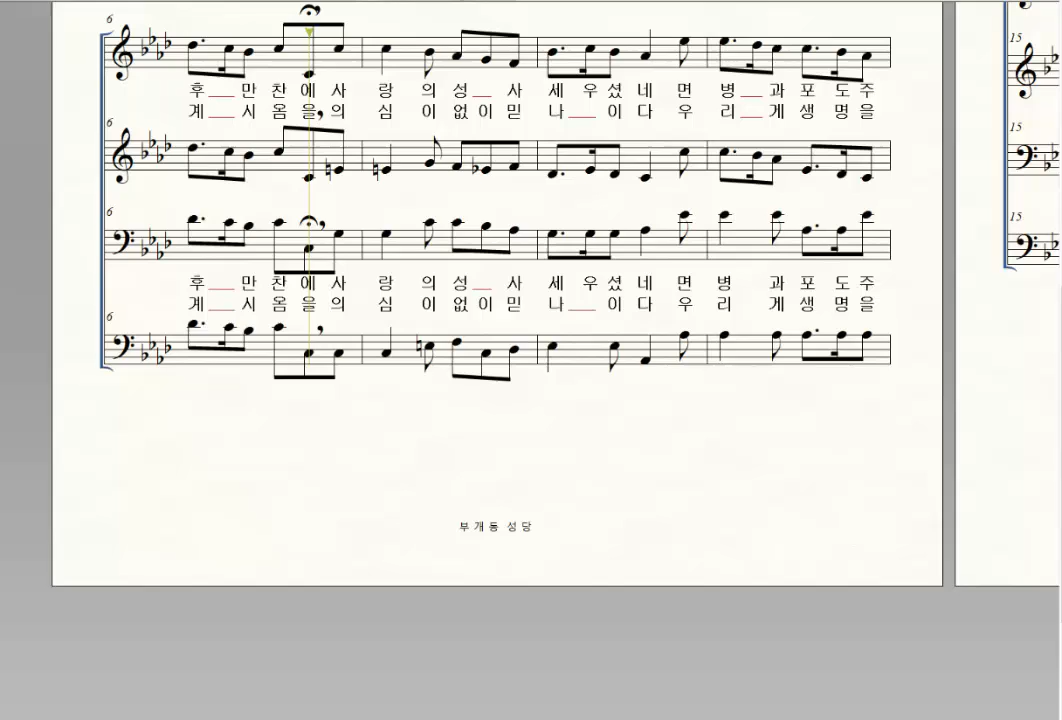 6
15
후 만 찬 에 사 랑 의 성 사 세 우 셨 네 면 병 과 포 도 주
계 시 옴 을 의 심 이 없 이 믿 나 이 다 우 리 게 생 명 을
6
15
6
15
후 만 찬 에 사 랑 의 성 사 세 우 셨 네 면 병 과 포 도 주
계 시 옴 을 의 심 이 없 이 믿 나 이 다 우 리 게 생 명 을
6
부 개 동 성 당